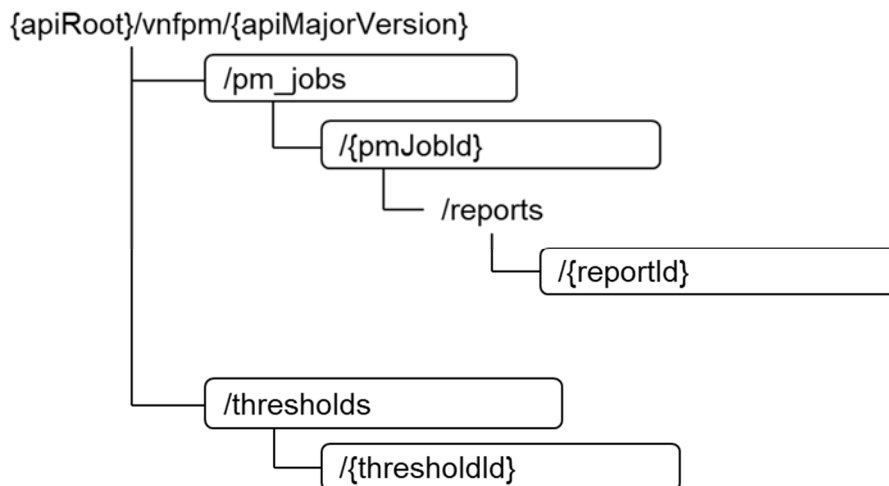 {apiRoot}/vnfpm/{apiMajorVersion}
/pm_jobs
/{pmJobId}
/reports
/{reportId}
/thresholds
/{thresholdId}